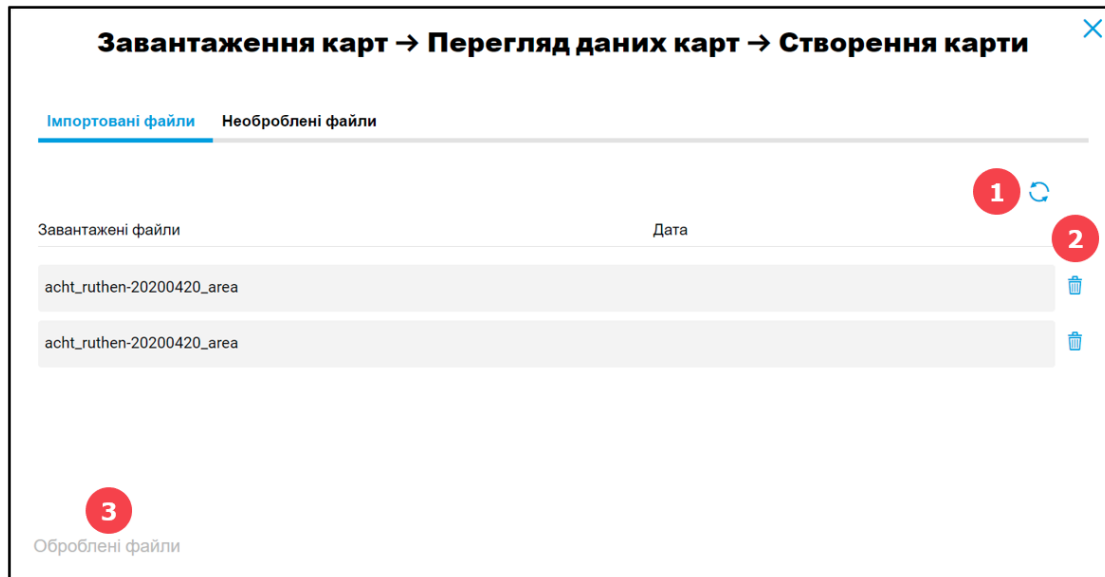 Завантаження карт → Перегляд даних карт → Створення карти
Імпортовані файли Необроблені файли
1
Завантажені файли Дата
2
acht_ruthen-20200420_area
acht_ruthen-20200420_area
3
Оброблені файли